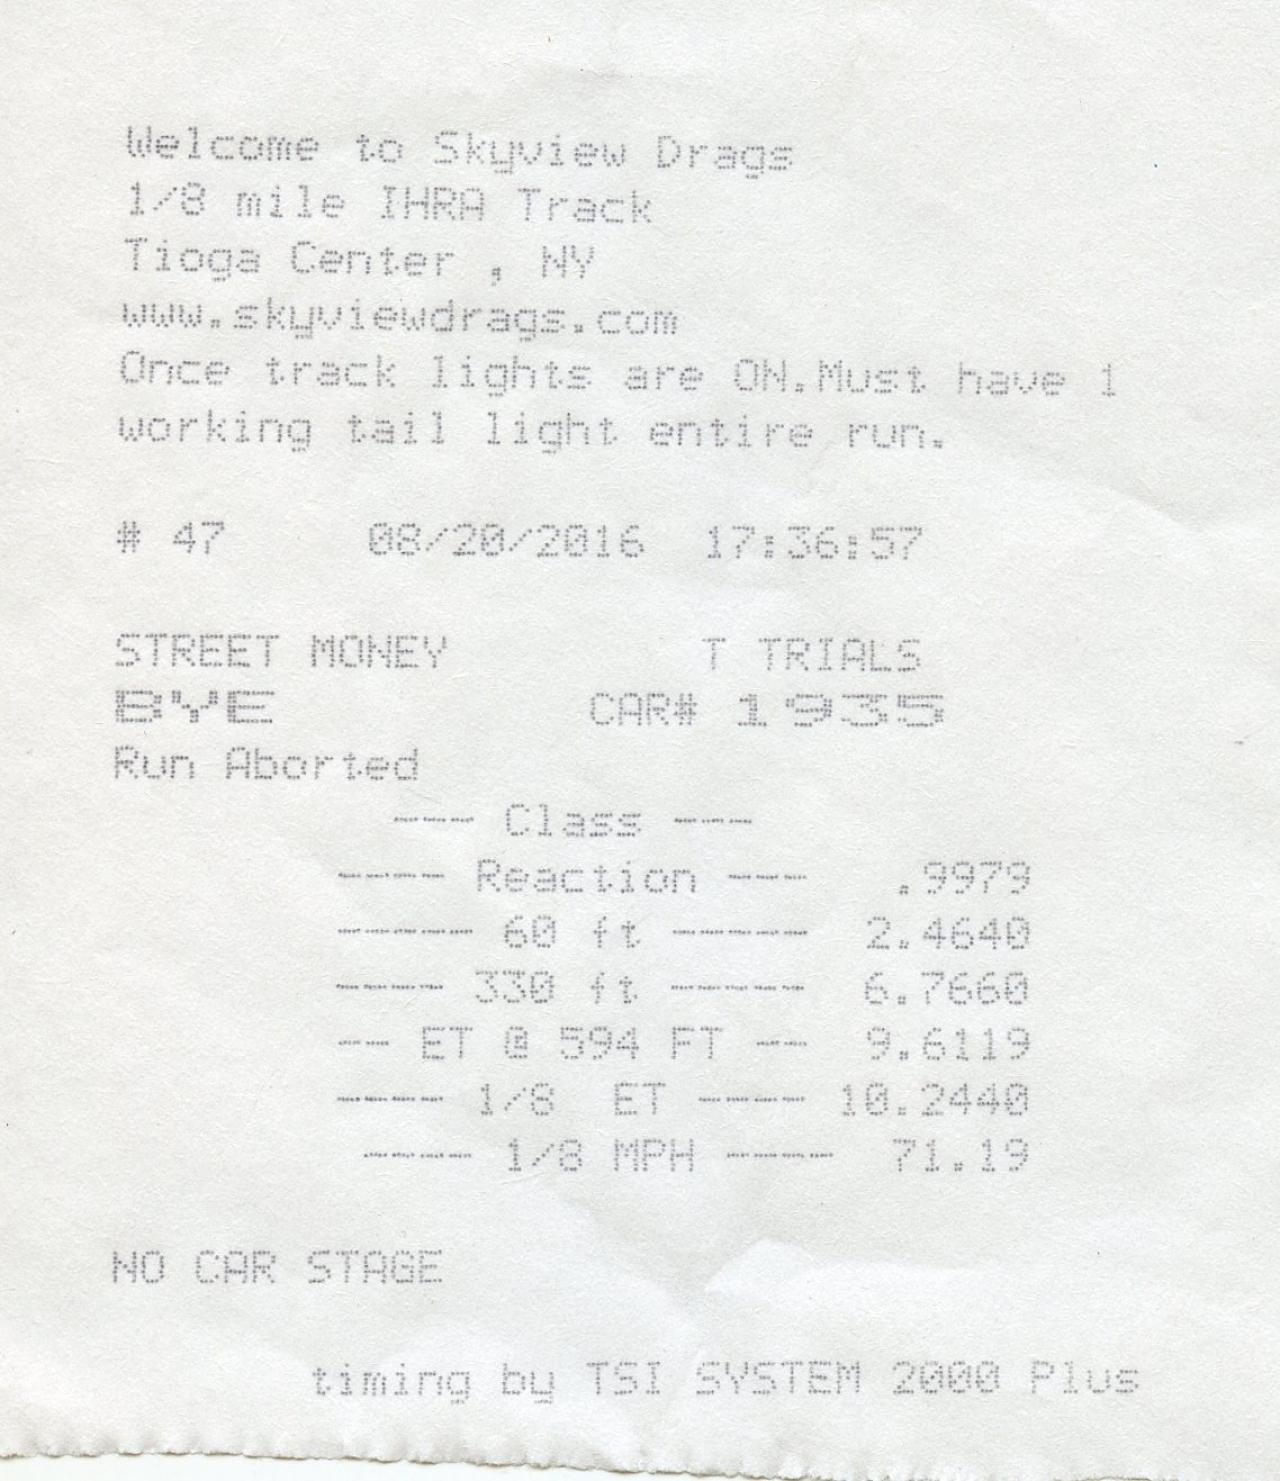 Welcome to Skyview Drags
1/8 mile IHRA Track
Tioga Center , NY
www.skyviewdrags.com
Once track lights are ON.Must have 1
working tail light entire run.
# 47 08/20/2016 17:36:57
STREET MONEY T TRIALS
BYE CAR# 1935
Run Aborted
--- Class ---
---- Reaction --- .9979
----- 60 ft ----- 2.4640
---- 330 ft ----- 6.7660
-- ET @ 594 FT -- 9.6119
---- 1/8 ET ---- 10.2440
---- 1/8 MPH ---- 71.19
NO CAR STAGE
timing by TSI SYSTEM 2000 Plus